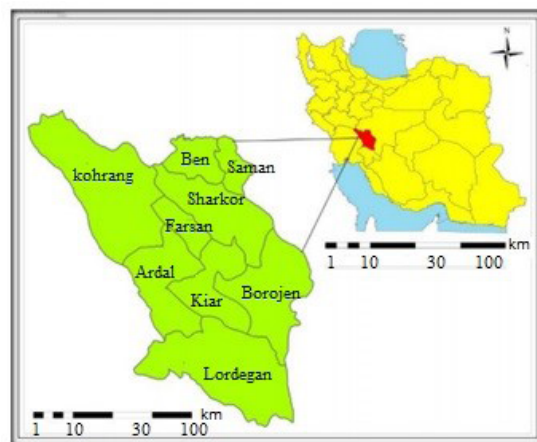 N
Ben
Saman
kohrang
Sharkor
Farsan
km
1 10 30 100
Ardal
Kiar
Borojen
Lordegan
km
1 10 30 100